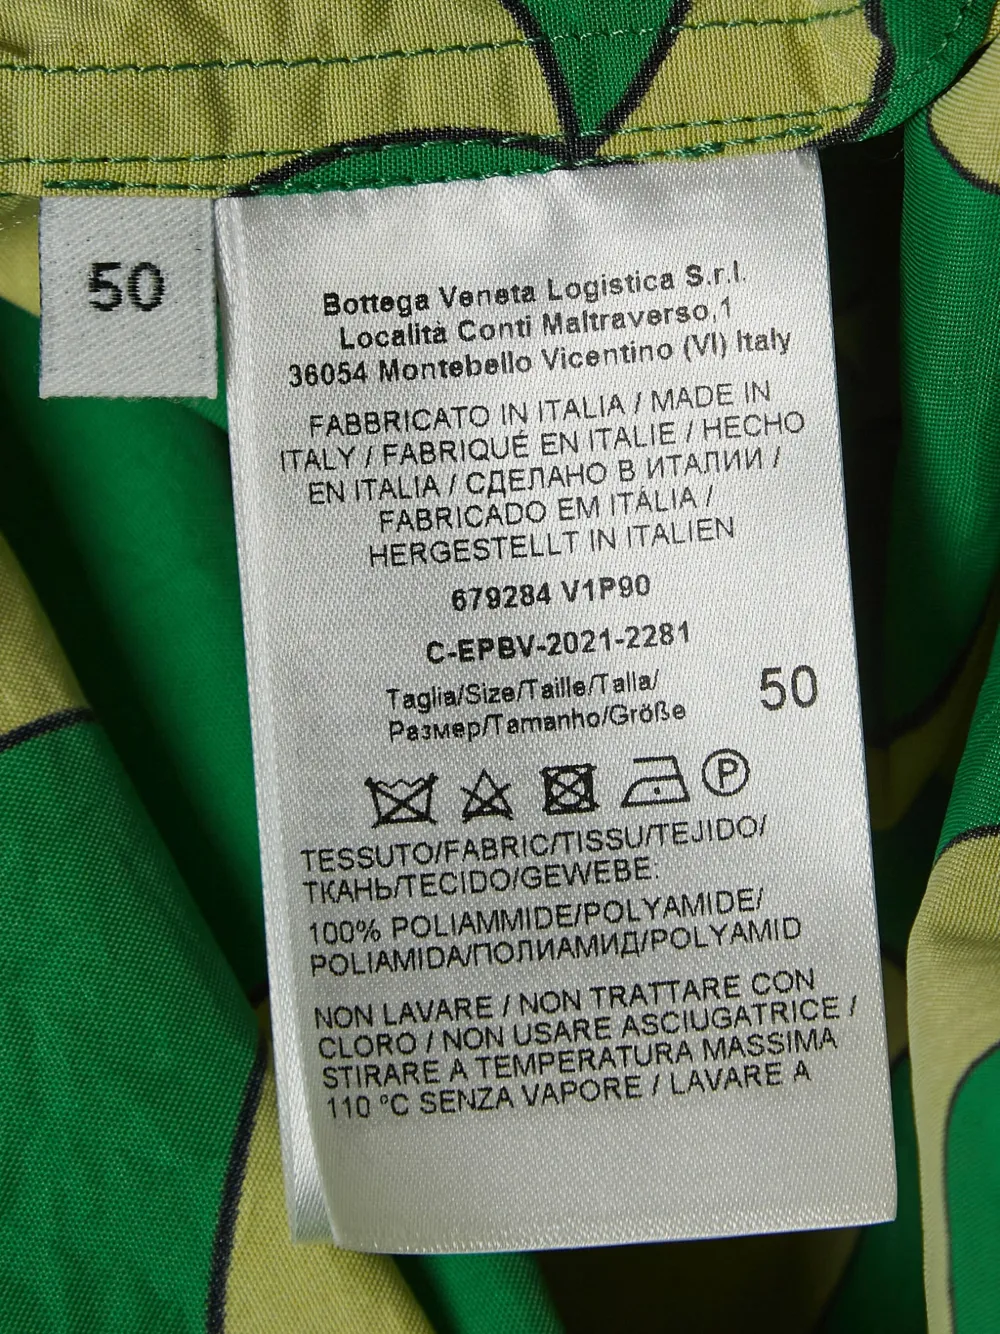 50
Bottega Veneta Logistica S.r.l.
Località Conti Maltraverso,1
36054 Montebello Vicentino (VI) Italy
FABBRICATO IN ITALIA / MADE IN
ITALY / FABRIQUÉ EN ITALIE / HECHO
EN ITALIA / СДЕЛАНО В ИТАЛИИ /
FABRICADO EM ITÁLIA /
HERGESTELLT IN ITALIEN
679284 V1P90
C-EPBV-2021-2281
Taglia/Size/Taille/Talla/
Размер/Tamanho/Größe
50
P
TESSUTO/FABRIC/TISSU/TEJIDO/
ТКАНЬ/TECIDO/GEWEBE:
100% POLIAMMIDE/POLYAMIDE/
POLIAMIDA/ПОЛИАМИД/POLYAMID
NON LAVARE / NON TRATTARE CON
CLORO / NON USARE ASCIUGATRICE /
STIRARE A TEMPERATURA MASSIMA
110 °C SENZA VAPORE / LAVARE A